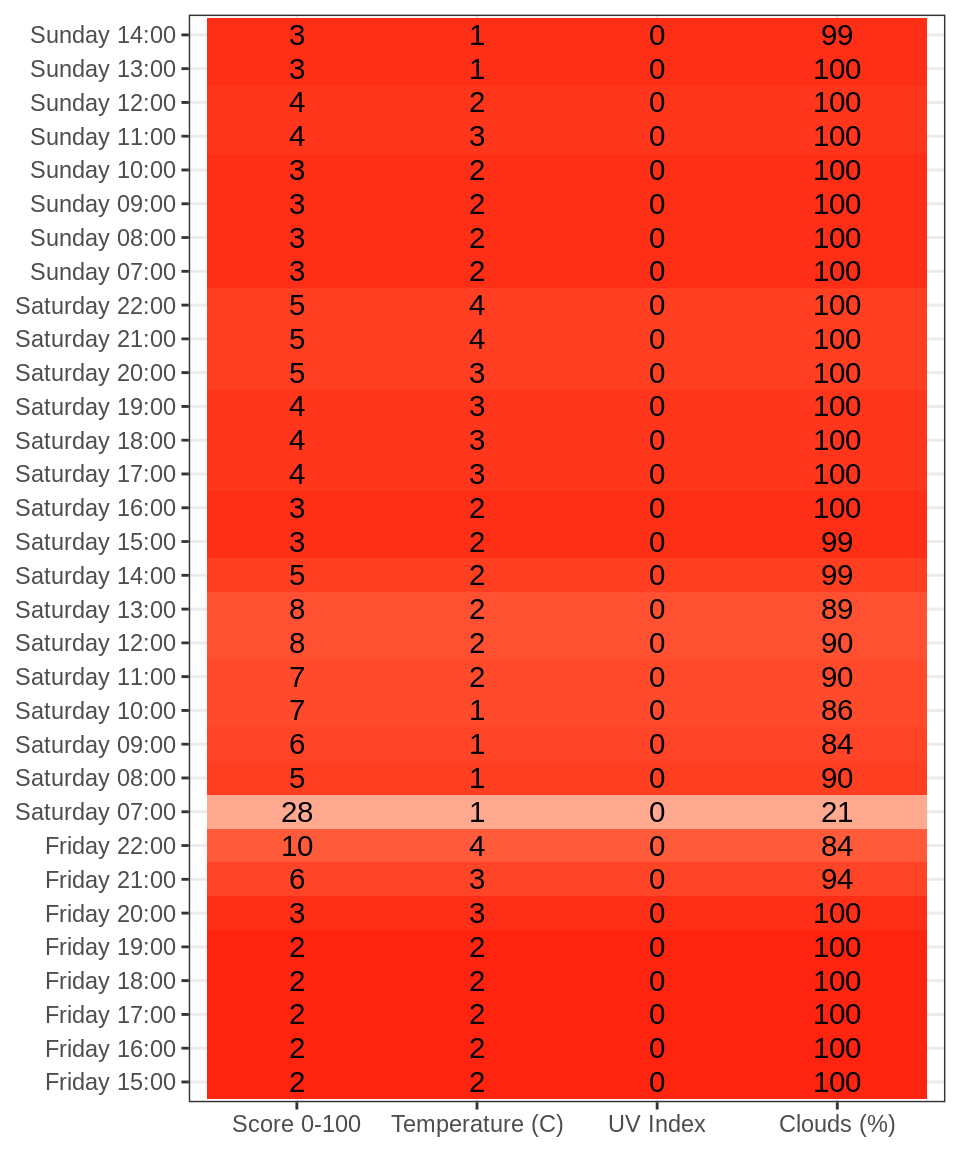 Sunday 14:00 3 1 0 99
Sunday 13:00 3 1 0 100
Sunday 12:00 4 2 0 100
Sunday 11:00 4 3 0 100
Sunday 10:00 3 2 0 100
Sunday 09:00 3 2 0 100
Sunday 08:00 3 2 0 100
Sunday 07:00 3 2 0 100
Saturday 22:00 5 4 0 100
Saturday 21:00 5 4 0 100
Saturday 20:00 5 3 0 100
Saturday 19:00 4 3 0 100
Saturday 18:00 4 3 0 100
Saturday 17:00 4 3 0 100
Saturday 16:00 3 2 0 100
Saturday 15:00 3 2 0 99
Saturday 14:00 5 2 0 99
Saturday 13:00 8 2 0 89
Saturday 12:00 8 2 0 90
Saturday 11:00 7 2 0 90
Saturday 10:00 7 1 0 86
Saturday 09:00 6 1 0 84
Saturday 08:00 5 1 0 90
Saturday 07:00 28 1 0 21
Friday 22:00 10 4 0 84
Friday 21:00 6 3 0 94
Friday 20:00 3 3 0 100
Friday 19:00 2 2 0 100
Friday 18:00 2 2 0 100
Friday 17:00 2 2 0 100
Friday 16:00 2 2 0 100
Friday 15:00 2 2 0 100
Score 0-100 Temperature (C) UV Index Clouds (%)